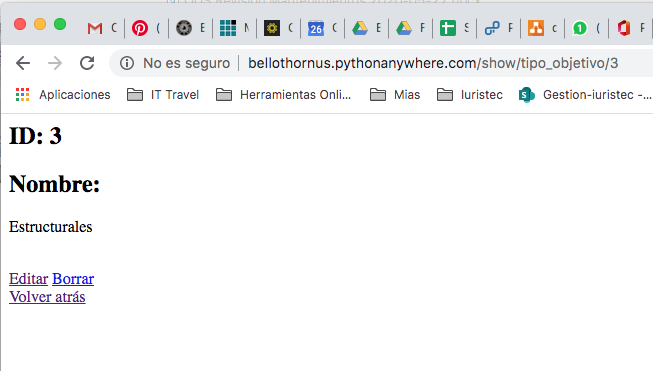 C ( E N C 26 C E F S F C ( F
No es seguro | bellothornus.pythonanywhere.com/show/tipo_objetivo/3
Aplicaciones IT Travel Herramientas Onli... Mias Iuristec Gestion-iuristec -...
ID: 3
Nombre:
Estructurales
Editar Borrar
Volver atrás